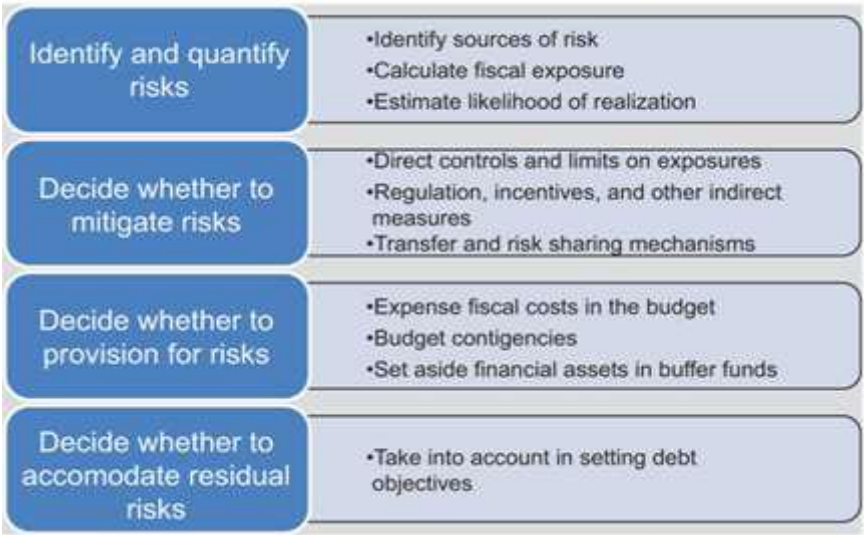 Identify and quantify
risks
•Identify sources of risk
•Calculate fiscal exposure
•Estimate likelihood of realization
Decide whether to
mitigate risks
•Direct controls and limits on exposures
•Regulation, incentives, and other indirect
measures
•Transfer and risk sharing mechanisms
Decide whether to
provision for risks
•Expense fiscal costs in the budget
•Budget contigencies
•Set aside financial assets in buffer funds
Decide whether to
accomodate residual
risks
•Take into account in setting debt
objectives